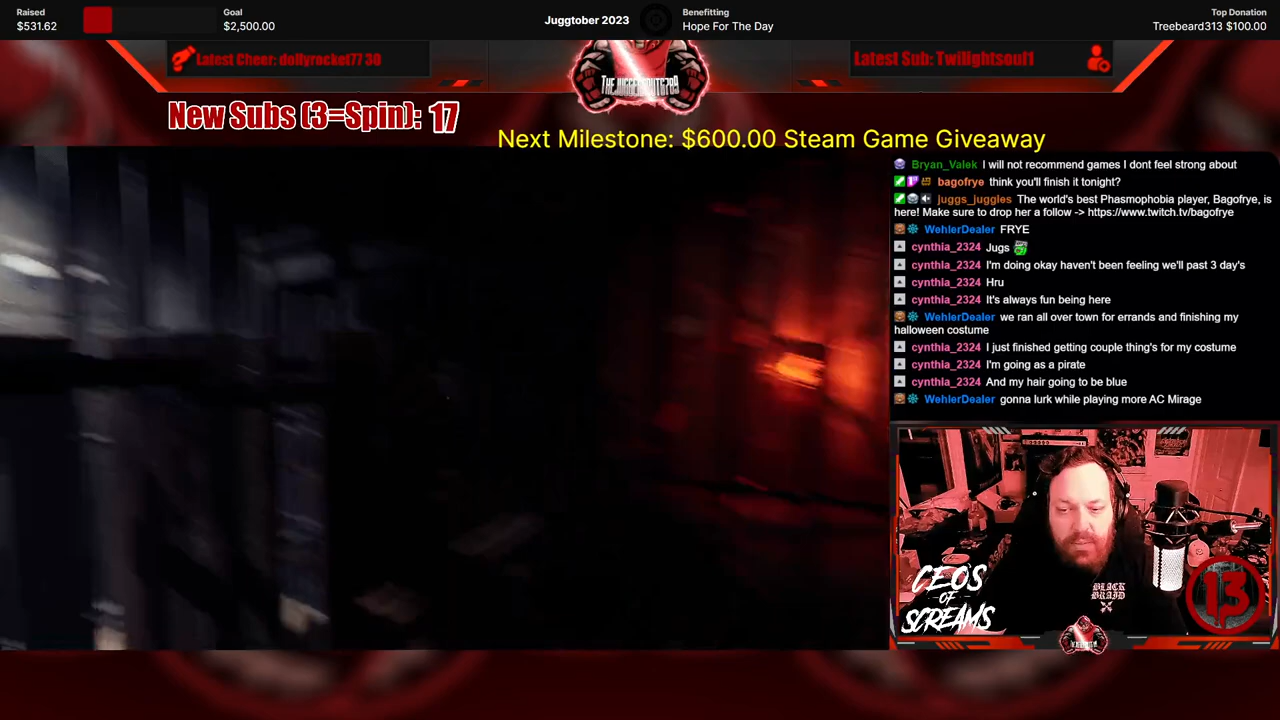 Raised
$531.62
Goal
$2,500.00
Juggtober 2023
Benefitting
Hope For The Day
Top Donation
Treebeard313 $100.00
Latest Cheer: dollyrocket77 30
Latest Sub: Twilightsoul1
THEJUGGERNAUT6789
New Subs (3=Spin): 17
Next Milestone: $600.00 Steam Game Giveaway
Bryan_Valek I will not recommend games I dont feel strong about
bagofrye think you'll finish it tonight?
juggs_juggles The world's best Phasmophobia player, Bagofrye, is
here! Make sure to drop her a follow -> https://www.twitch.tv/bagofrye
WehlerDealer FRYE
cynthia_2324 Jugs
cynthia_2324 I'm doing okay haven't been feeling we'll past 3 day's
cynthia_2324 Hru
cynthia_2324 It's always fun being here
WehlerDealer we ran all over town for errands and finishing my
halloween costume
cynthia_2324 I just finished getting couple thing's for my costume
cynthia_2324 I'm going as a pirate
cynthia_2324 And my hair going to be blue
WehlerDealer gonna lurk while playing more AC Mirage
CEO'S
OF
SCREAMS
BLACK
BRAID
13